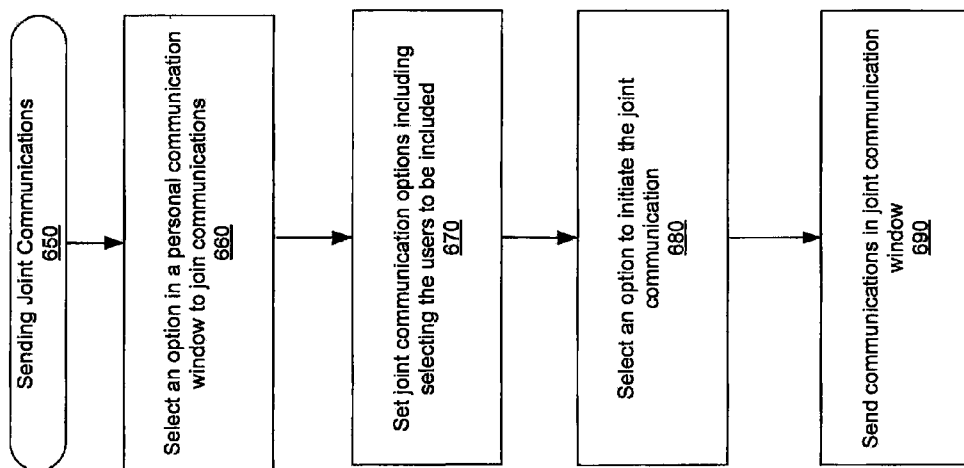 Sending Joint Communications
650
Select an option in a personal communication
window to join communications
660
Set joint communication options including
selecting the users to be included
670
Select an option to initiate the joint
communication
680
Send communications in joint communication
window
690